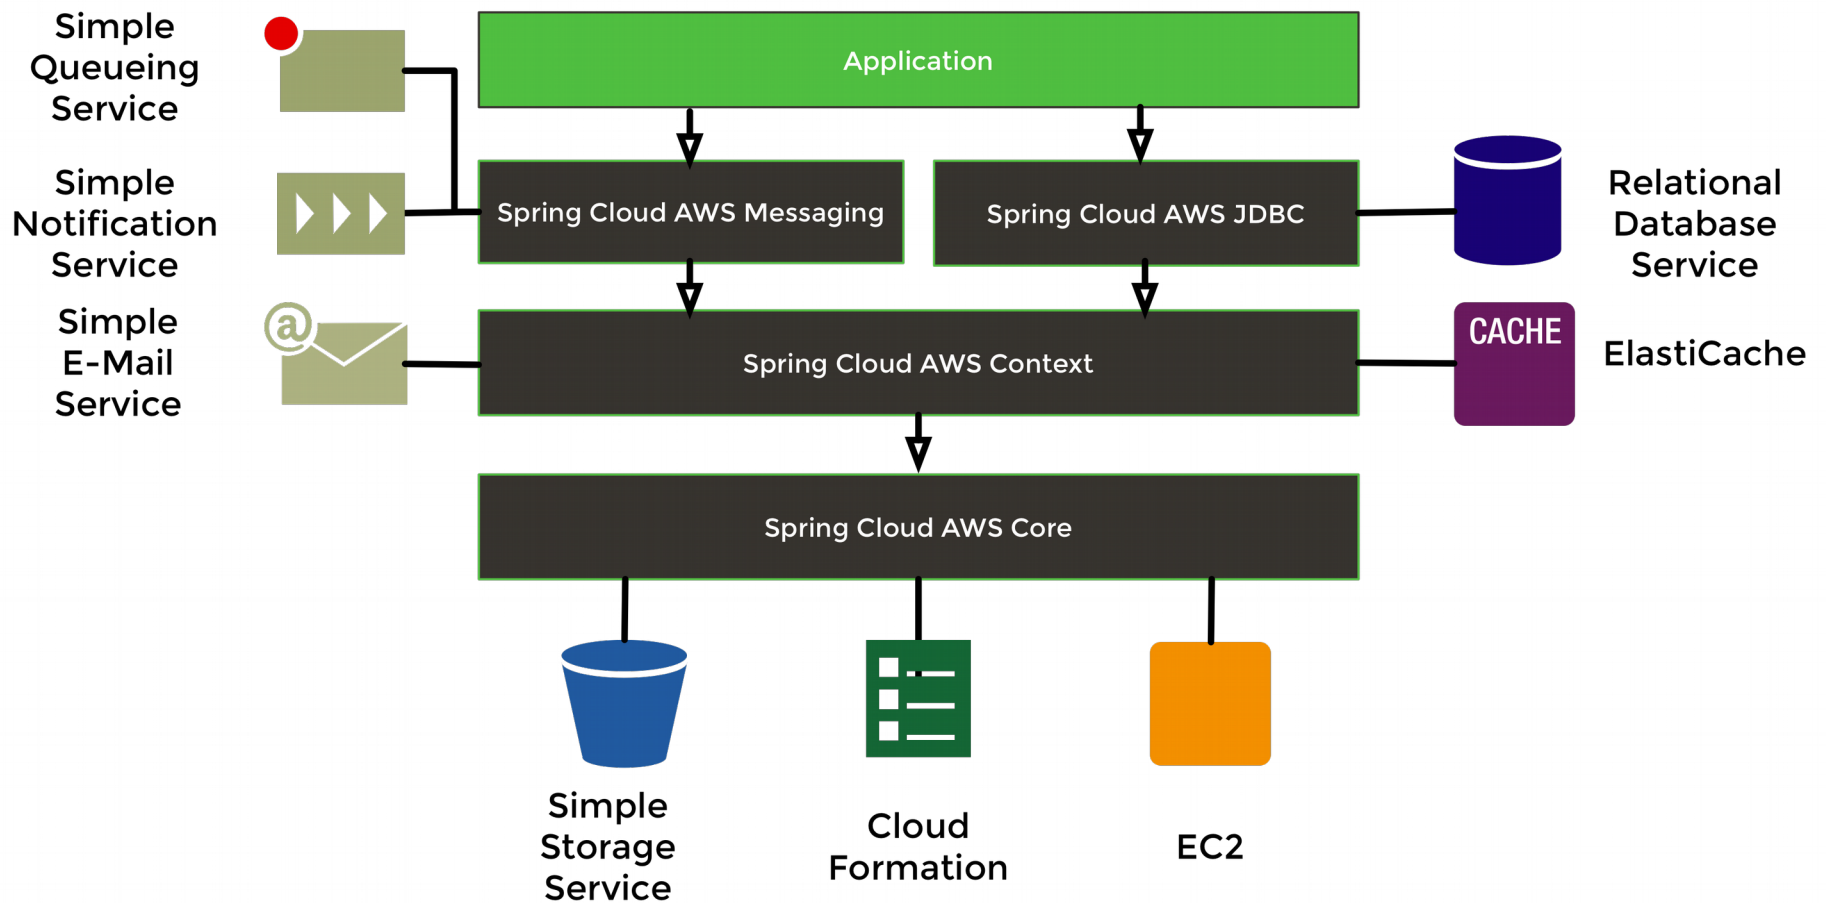 Simple
Queueing
Service
Application
Simple
Notification
Service
Spring Cloud AWS Messaging
Spring Cloud AWS JDBC
Relational
Database
Service
Simple
E-Mail
Service
@
Spring Cloud AWS Context
CACHE
ElastiCache
Spring Cloud AWS Core
Simple
Storage
Service
Cloud
Formation
EC2